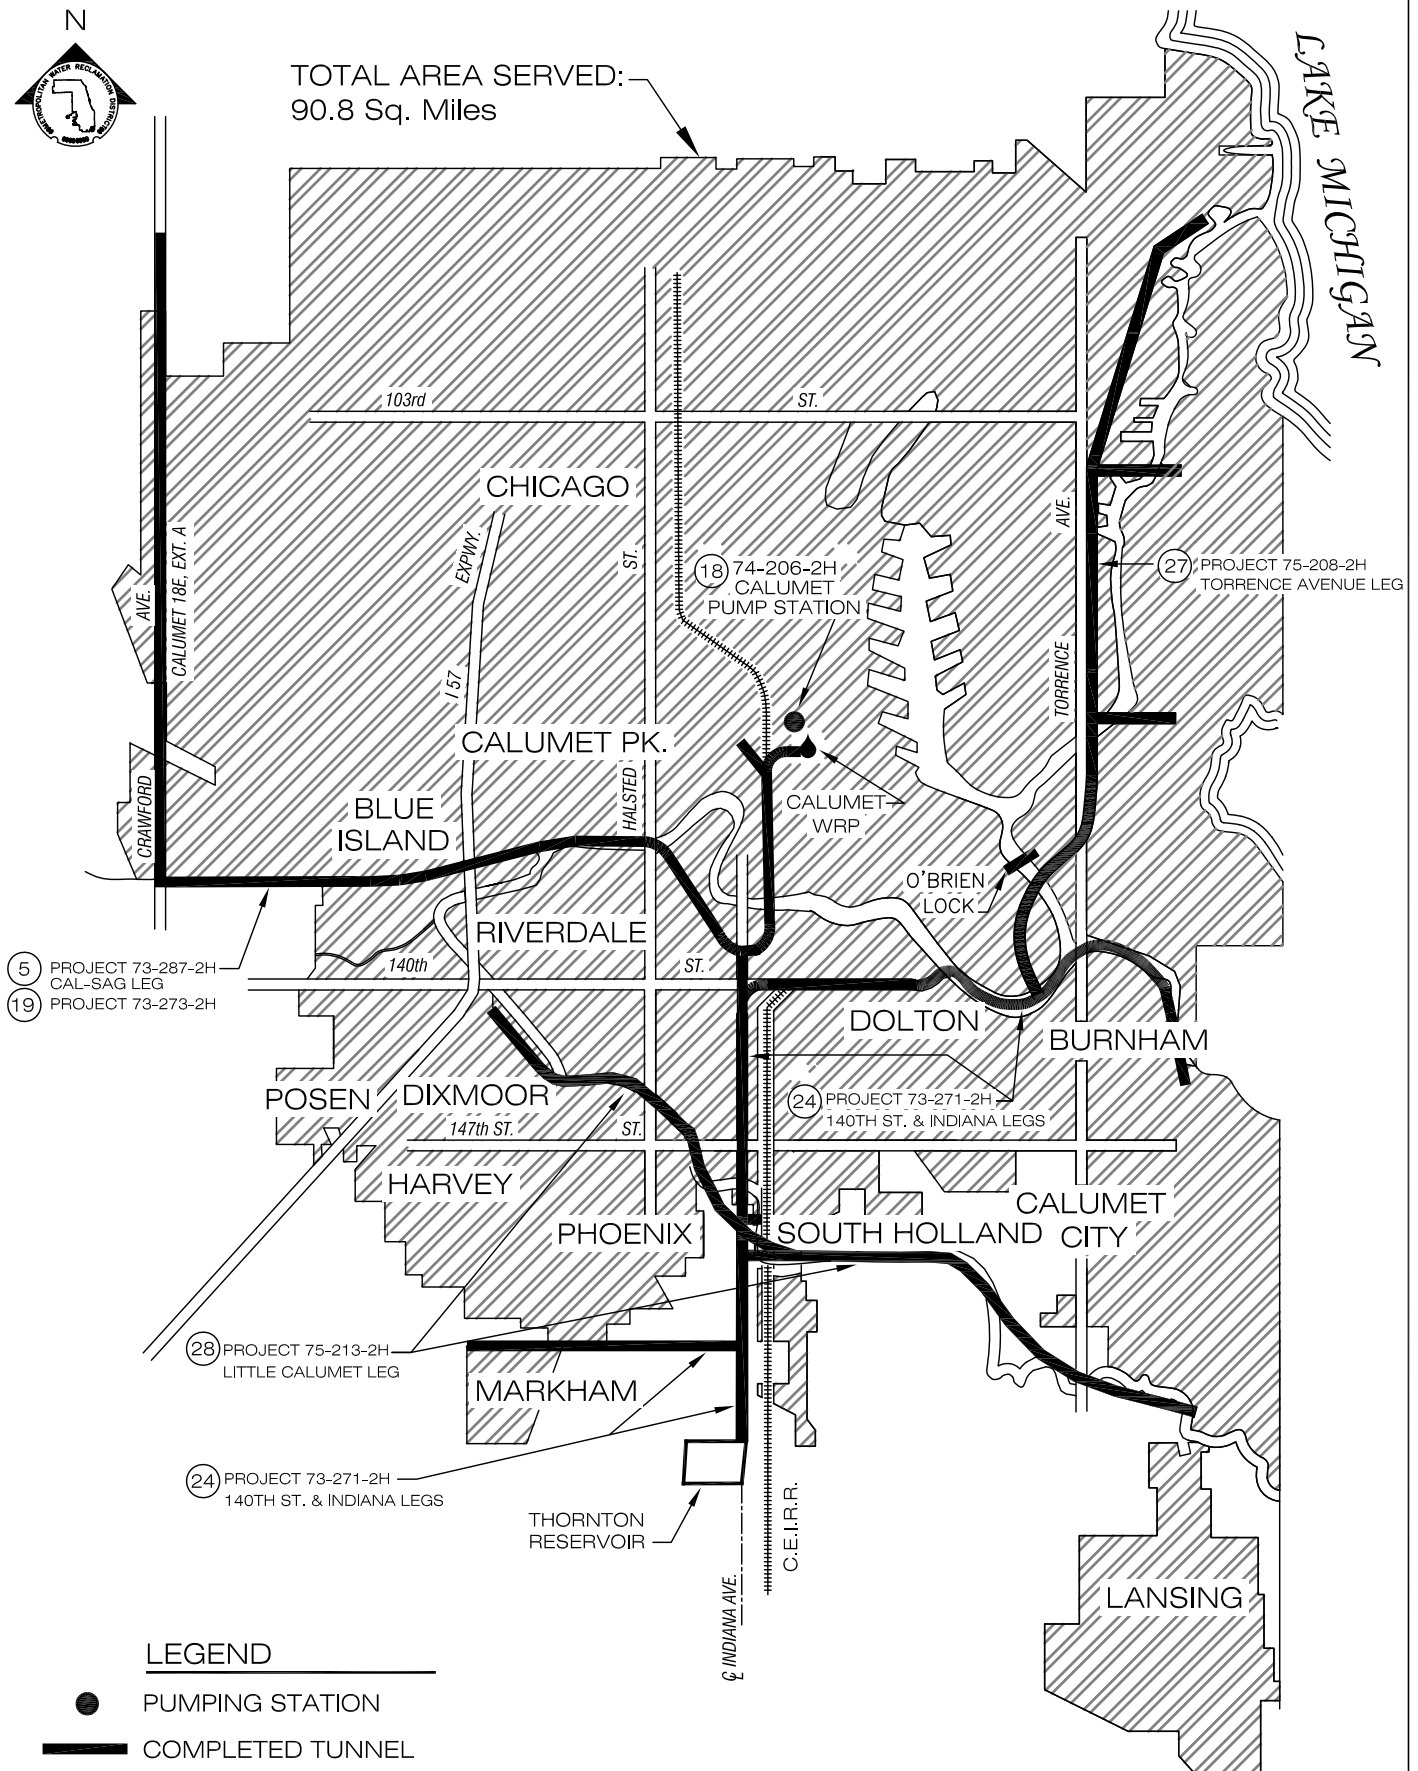 N
METROPOLITAN WATER RECLAMATION DISTRICT
TOTAL AREA SERVED:
90.8 Sq. Miles
LAKE MICHIGAN
103rd
ST.
CHICAGO
EXPWY.
I 57
ST.
HALSTED
AVE.
CRAWFORD
CALUMET 18E, EXT. A
18
74-206-2H
CALUMET
PUMP STATION
AVE.
TORRENCE
27
PROJECT 75-208-2H
TORRENCE AVENUE LEG
CALUMET PK.
BLUE
ISLAND
CALUMET
WRP
O'BRIEN
LOCK
RIVERDALE
140th
ST.
5
PROJECT 73-287-2H
CAL-SAG LEG
19
PROJECT 73-273-2H
DOLTON
BURNHAM
POSEN
DIXMOOR
24
PROJECT 73-271-2H
140TH ST. & INDIANA LEGS
147th ST.
ST.
HARVEY
PHOENIX
SOUTH HOLLAND
CALUMET
CITY
28
PROJECT 75-213-2H
LITTLE CALUMET LEG
MARKHAM
24
PROJECT 73-271-2H
140TH ST. & INDIANA LEGS
THORNTON
RESERVOIR
C.E.I.R.R.
℄ INDIANA AVE.
LANSING
LEGEND
PUMPING STATION
COMPLETED TUNNEL